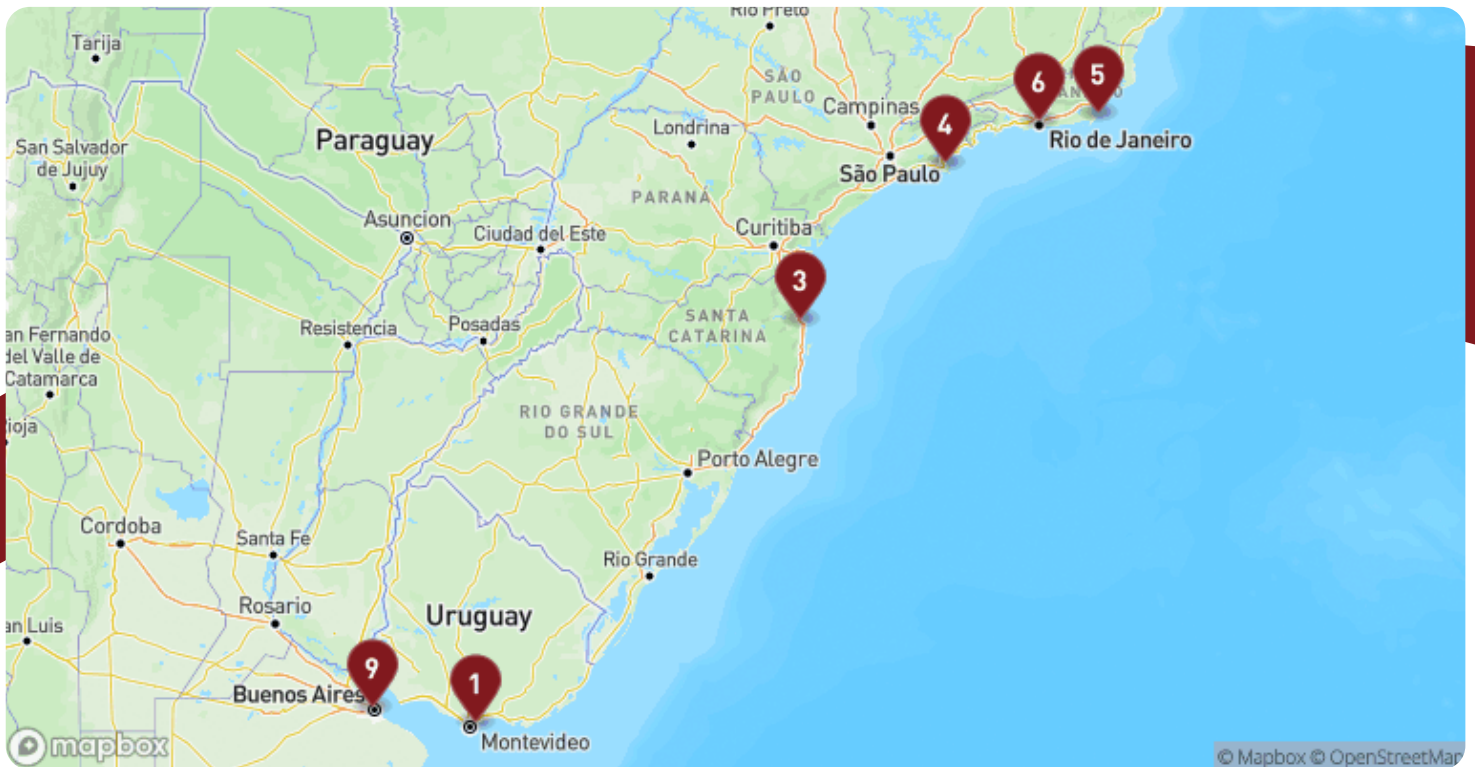 Tarija
Paraguay
San Salvador
de Jujuy
Asuncion
Ciudad del Este
Resistencia
Posadas
an Fernando
del Valle de
Catamarca
ioja
Cordoba
Santa Fe
Rosario
an Luis
Uruguay
Buenos Aires
9
1
Montevideo
Rio Grande
Porto Alegre
RIO GRANDE
DO SUL
SANTA
CATARINA
3
Curitiba
PARANÁ
Londrina
Rio Preto
SÃO
PAULO
Campinas
São Paulo
4
6
5
Rio de Janeiro
mapbox
© Mapbox © OpenStreetMap